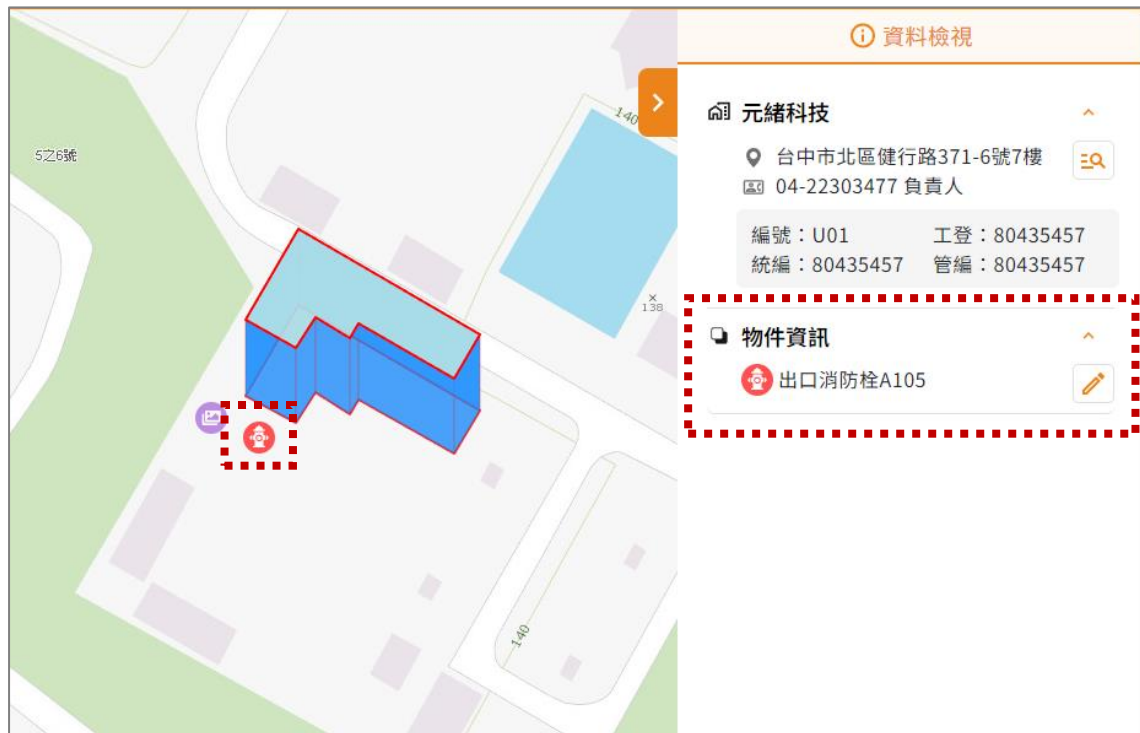 資料檢視
元緒科技
台中市北區健行路371-6號7樓
04-22303477 負責人
編號：U01 工登：80435457
統編：80435457 管編：80435457
物件資訊
出口消防栓A105
5之6號
140
138
140